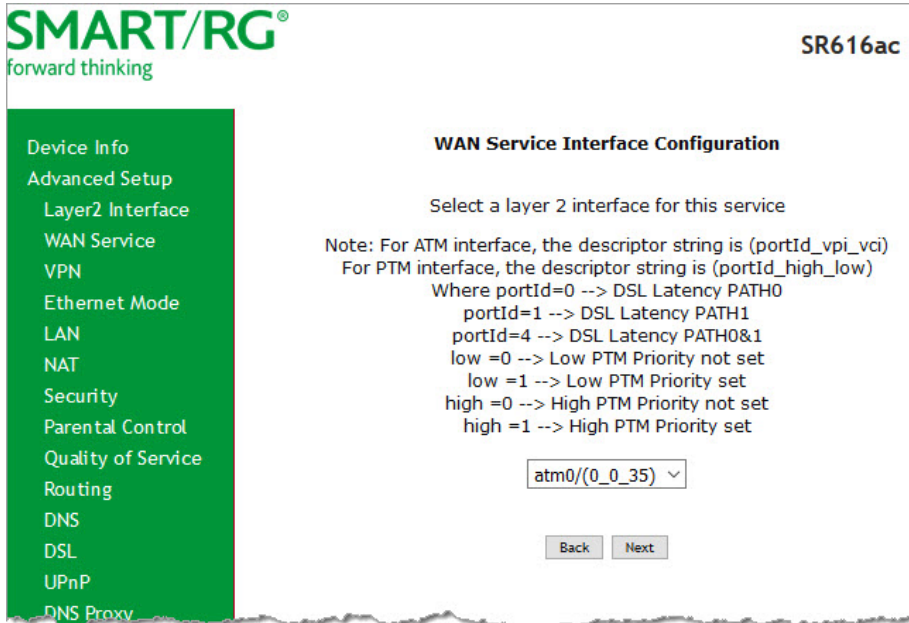 SMART/RG®
forward thinking
SR616ac
Device Info
Advanced Setup
Layer2 Interface
WAN Service
VPN
Ethernet Mode
LAN
NAT
Security
Parental Control
Quality of Service
Routing
DNS
DSL
UPnP
DNS Proxy
WAN Service Interface Configuration
Select a layer 2 interface for this service
Note: For ATM interface, the descriptor string is (portId_vpi_vci)
For PTM interface, the descriptor string is (portId_high_low)
Where portId=0 --> DSL Latency PATH0
portId=1 --> DSL Latency PATH1
portId=4 --> DSL Latency PATH0&1
low =0 --> Low PTM Priority not set
low =1 --> Low PTM Priority set
high =0 --> High PTM Priority not set
high =1 --> High PTM Priority set
atm0/(0_0_35)
Back Next